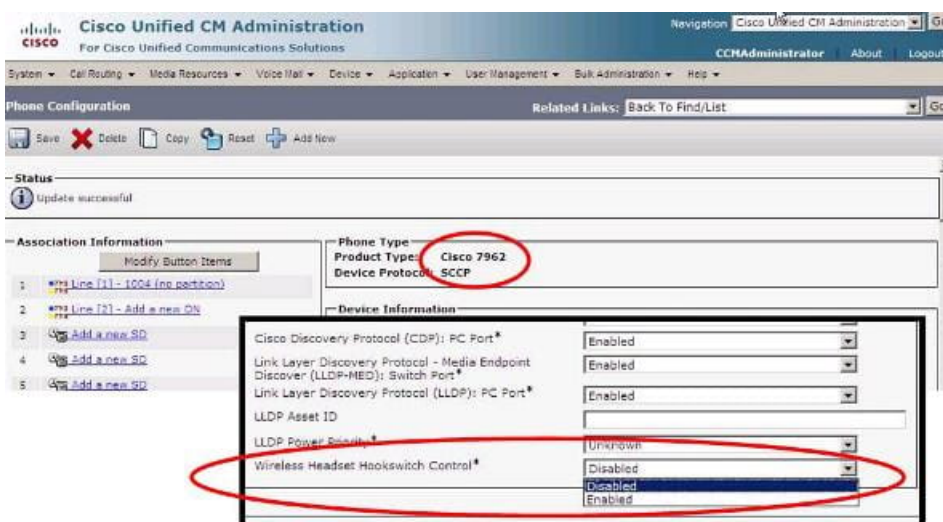 cisco
Cisco Unified CM Administration
For Cisco Unified Communications Solutions
Navigation Cisco Unified CM Administration Go
CCMAdministrator About Logout
System Call Routing Media Resources Voice Mail Device Application User Management Bulk Administration Help
Phone Configuration
Related Links: Back To Find/List Go
Save Delete Copy Reset Add New
Status
Update successful
Association Information
Modify Button Items
1 Line [1] - 1004 (no partition)
2 Line [2] - Add a new DN
3 Add a new SD
4 Add a new SD
5 Add a new SD
Phone Type
Product Type: Cisco 7962
Device Protocol: SCCP
Device Information
Cisco Discovery Protocol (CDP): PC Port* Enabled
Link Layer Discovery Protocol - Media Endpoint
Discover (LLDP-MED): Switch Port* Enabled
Link Layer Discovery Protocol (LLDP): PC Port* Enabled
LLDP Asset ID
LLDP Power Priority* Unknown
Wireless Headset Hookswitch Control* Disabled
Disabled
Enabled